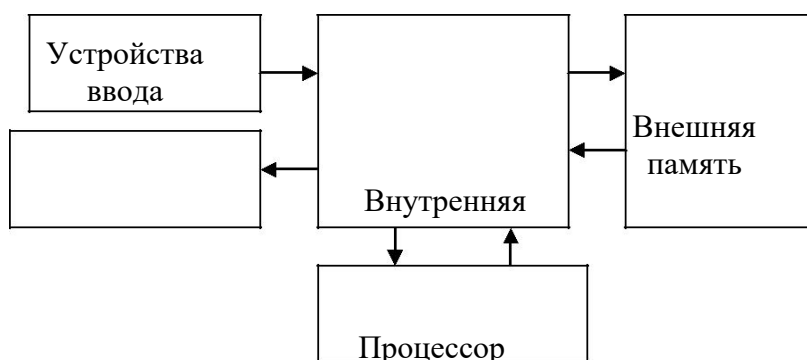 Устройства
ввода
Внешняя
память
Внутренняя
Процессор